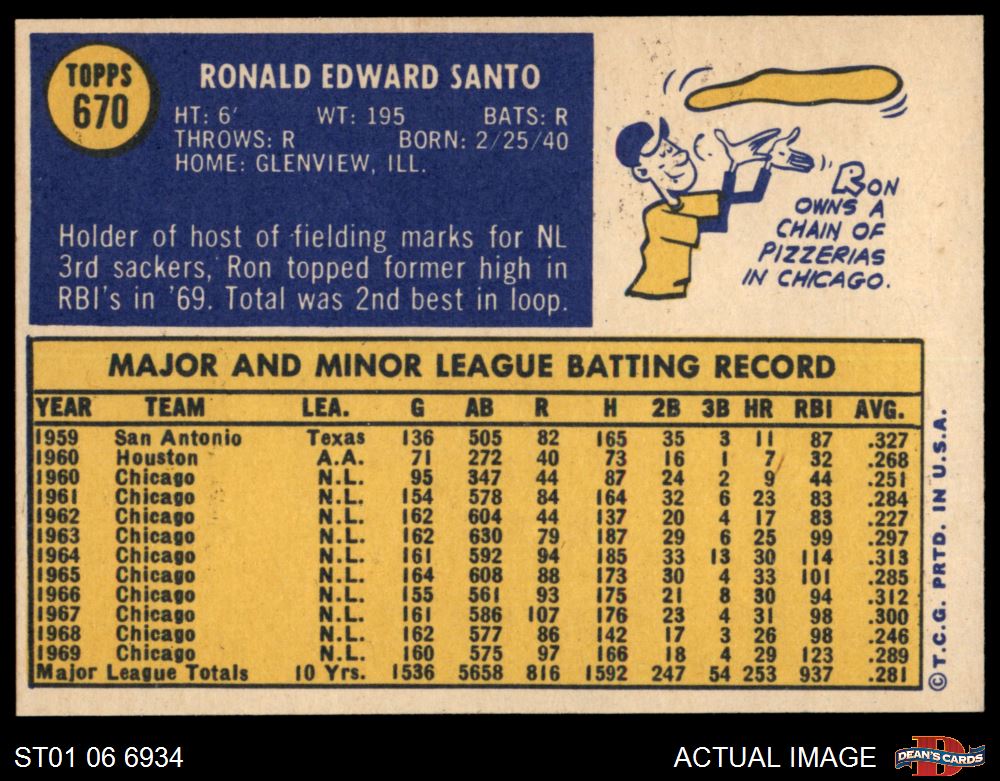 TOPPS
670
RONALD EDWARD SANTO
HT: 6' WT: 195 BATS: R
THROWS: R BORN: 2/25/40
HOME: GLENVIEW, ILL.
Holder of host of fielding marks for NL
3rd sackers, Ron topped former high in
RBI's in '69. Total was 2nd best in loop.
RON
OWNS A
CHAIN OF
PIZZERIAS
IN CHICAGO.
MAJOR AND MINOR LEAGUE BATTING RECORD
YEAR TEAM LEA. G AB R H 2B 3B HR RBI AVG.
1959 San Antonio Texas 136 505 82 165 35 3 11 87 .327
1960 Houston A.A. 71 272 40 73 16 1 7 32 .268
1960 Chicago N.L. 95 347 44 87 24 2 9 44 .251
1961 Chicago N.L. 154 578 84 164 32 6 23 83 .284
1962 Chicago N.L. 162 604 44 137 20 4 17 83 .227
1963 Chicago N.L. 162 630 79 187 29 6 25 99 .297
1964 Chicago N.L. 161 592 94 185 33 13 30 114 .313
1965 Chicago N.L. 164 608 88 173 30 4 33 101 .285
1966 Chicago N.L. 155 561 93 175 21 8 30 94 .312
1967 Chicago N.L. 161 586 107 176 23 4 31 98 .300
1968 Chicago N.L. 162 577 86 142 17 3 26 98 .246
1969 Chicago N.L. 160 575 97 166 18 4 29 123 .289
Major League Totals 10 Yrs. 1536 5658 816 1592 247 54 253 937 .281
© T.C.G. PRTD. IN U.S.A.
ST01 06 6934
ACTUAL IMAGE
D
DEAN'S CARDS